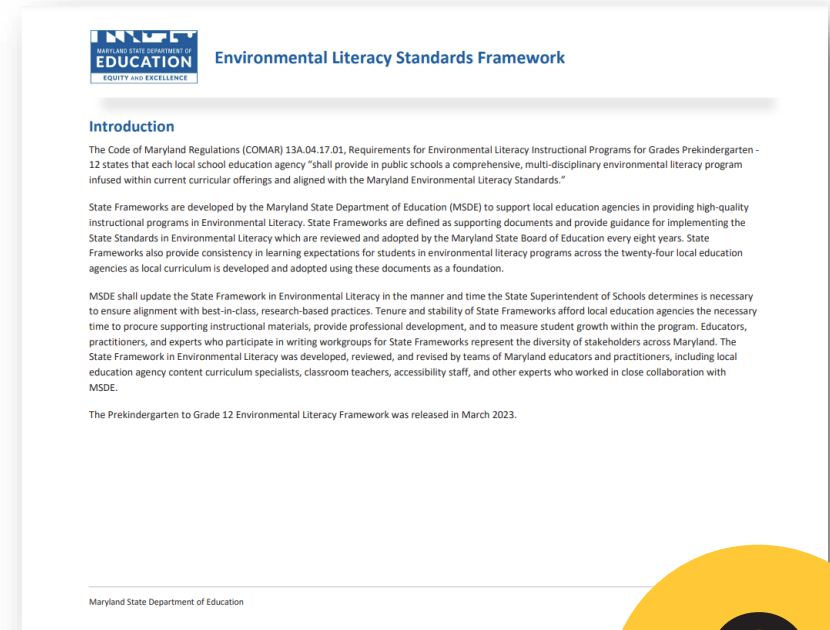 MARYLAND STATE DEPARTMENT OF
EDUCATION
EQUITY AND EXCELLENCE
Environmental Literacy Standards Framework
Introduction
The Code of Maryland Regulations (COMAR) 13A.04.17.01, Requirements for Environmental Literacy Instructional Programs for Grades Prekindergarten -
12 states that each local school education agency “shall provide in public schools a comprehensive, multi-disciplinary environmental literacy program
infused within current curricular offerings and aligned with the Maryland Environmental Literacy Standards.”
State Frameworks are developed by the Maryland State Department of Education (MSDE) to support local education agencies in providing high-quality
instructional programs in Environmental Literacy. State Frameworks are defined as supporting documents and provide guidance for implementing the
State Standards in Environmental Literacy which are reviewed and adopted by the Maryland State Board of Education every eight years. State
Frameworks also provide consistency in learning expectations for students in environmental literacy programs across the twenty-four local education
agencies as local curriculum is developed and adopted using these documents as a foundation.
MSDE shall update the State Framework in Environmental Literacy in the manner and time the State Superintendent of Schools determines is necessary
to ensure alignment with best-in-class, research-based practices. Tenure and stability of State Frameworks afford local education agencies the necessary
time to procure supporting instructional materials, provide professional development, and to measure student growth within the program. Educators,
practitioners, and experts who participate in writing workgroups for State Frameworks represent the diversity of stakeholders across Maryland. The
State Framework in Environmental Literacy was developed, reviewed, and revised by teams of Maryland educators and practitioners, including local
education agency content curriculum specialists, classroom teachers, accessibility staff, and other experts who worked in close collaboration with
MSDE.
The Prekindergarten to Grade 12 Environmental Literacy Framework was released in March 2023.
Maryland State Department of Education